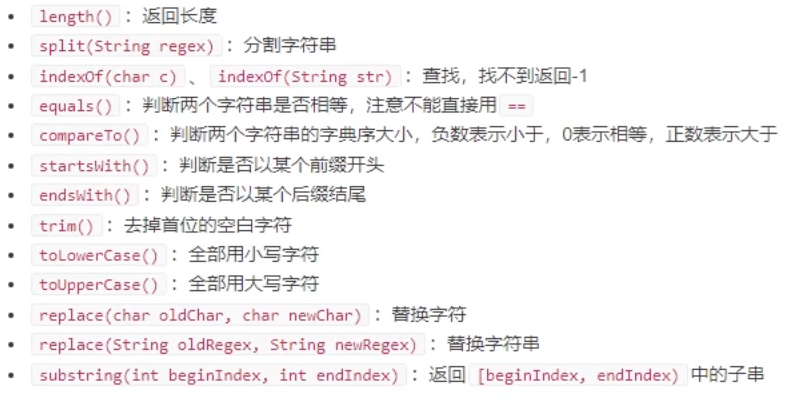 length()：返回长度
split(String regex)：分割字符串
indexOf(char c)、indexOf(String str)：查找，找不到返回-1
equals()：判断两个字符串是否相等，注意不能直接用==
compareTo()：判断两个字符串的字典序大小，负数表示小于，0表示相等，正数表示大于
startsWith()：判断是否以某个前缀开头
endsWith()：判断是否以某个后缀结尾
trim()：去掉首位的空白字符
toLowerCase()：全部用小写字符
toUpperCase()：全部用大写字符
replace(char oldChar, char newChar)：替换字符
replace(String oldRegex, String newRegex)：替换字符串
substring(int beginIndex, int endIndex)：返回[beginIndex, endIndex)中的子串